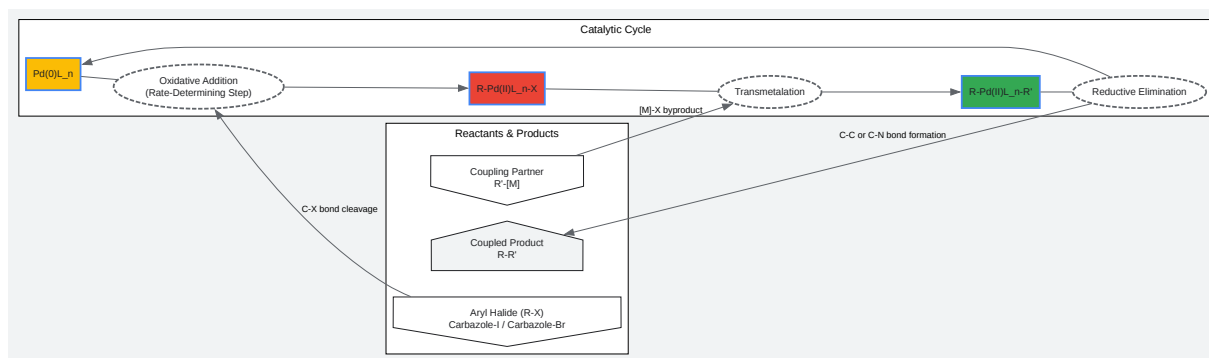 Catalytic Cycle
Pd(0)L_n
Oxidative Addition
(Rate-Determining Step)
R-Pd(II)L_n-X
Transmetalation
R-Pd(II)L_n-R'
Reductive Elimination
[M]-X byproduct
C-C or C-N bond formation
C-X bond cleavage
Reactants & Products
Coupling Partner
R'-[M]
Coupled Product
R-R'
Aryl Halide (R-X)
Carbazole-I / Carbazole-Br